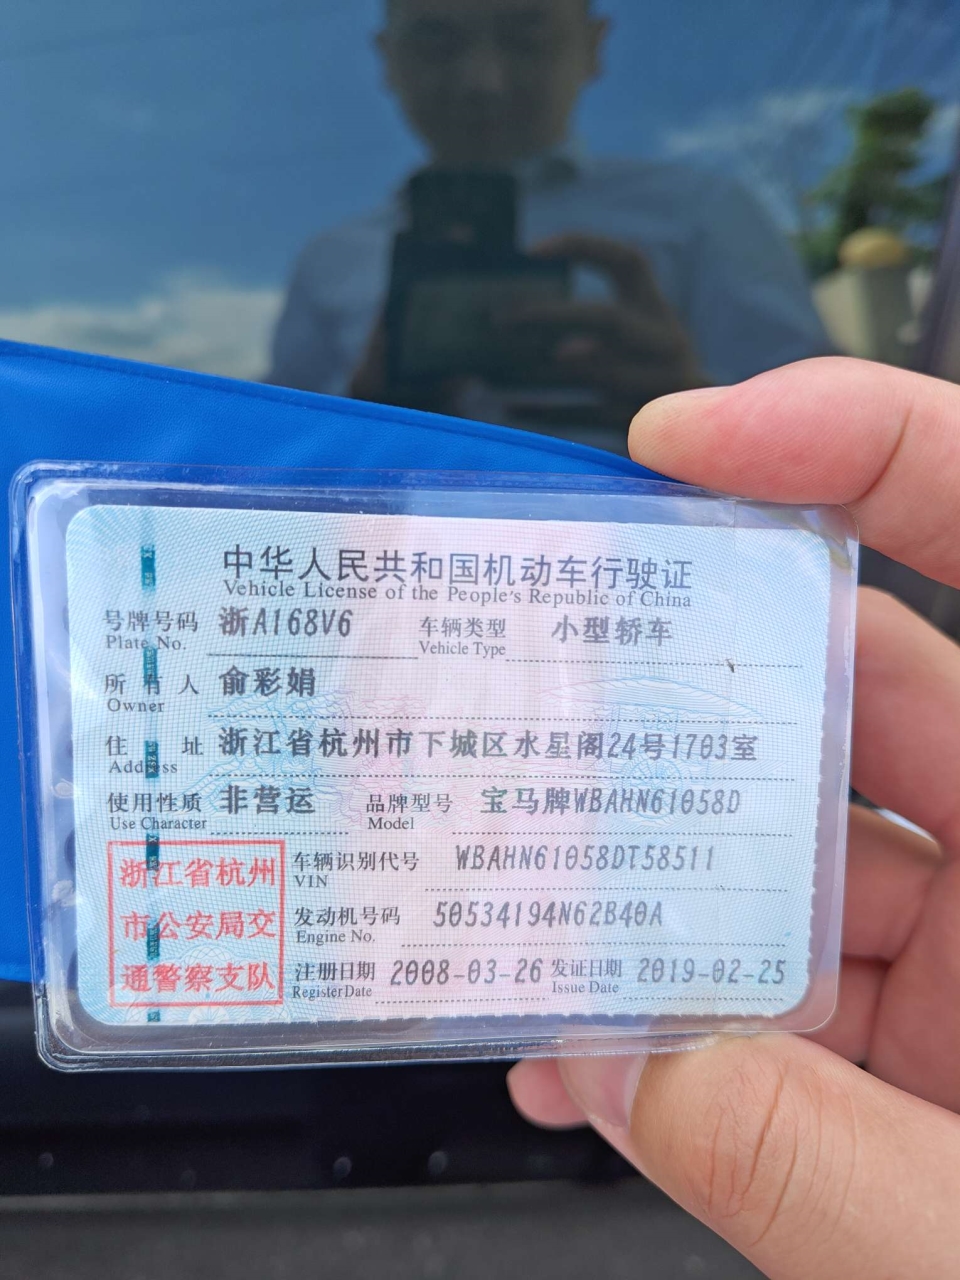 中华人民共和国机动车行驶证
Vehicle License of the People's Republic of China
号牌号码 浙A168V6 车辆类型 小型轿车
Plate No. Vehicle Type
所有人 俞彩娟
Owner
住址 浙江省杭州市下城区水星阁24号1703室
Address
使用性质 非营运 品牌型号 宝马牌WBAHN61058D
Use Character Model
浙江省杭州
市公安局交
通警察支队
车辆识别代号 WBAHN61058DT58511
VIN
发动机号码 50534194N62B40A
Engine No.
注册日期 2008-03-26 发证日期 2019-02-25
Register Date Issue Date